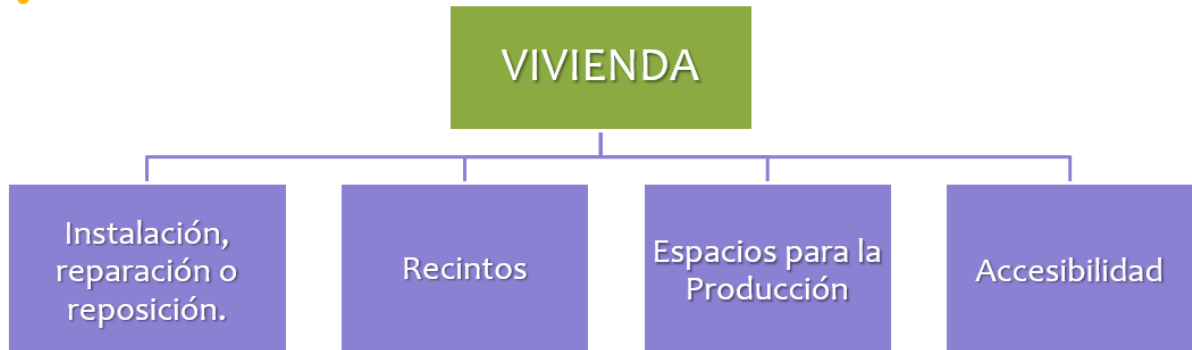 VIVIENDA
Instalación,
reparación o
reposición.
Recintos
Espacios para la
Producción
Accesibilidad